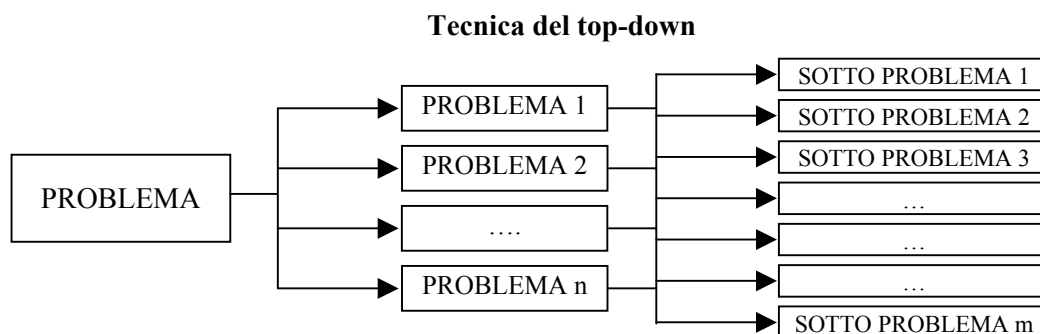 Tecnica del top-down
PROBLEMA
PROBLEMA 1
PROBLEMA 2
….
PROBLEMA n
SOTTO PROBLEMA 1
SOTTO PROBLEMA 2
SOTTO PROBLEMA 3
…
…
…
SOTTO PROBLEMA m